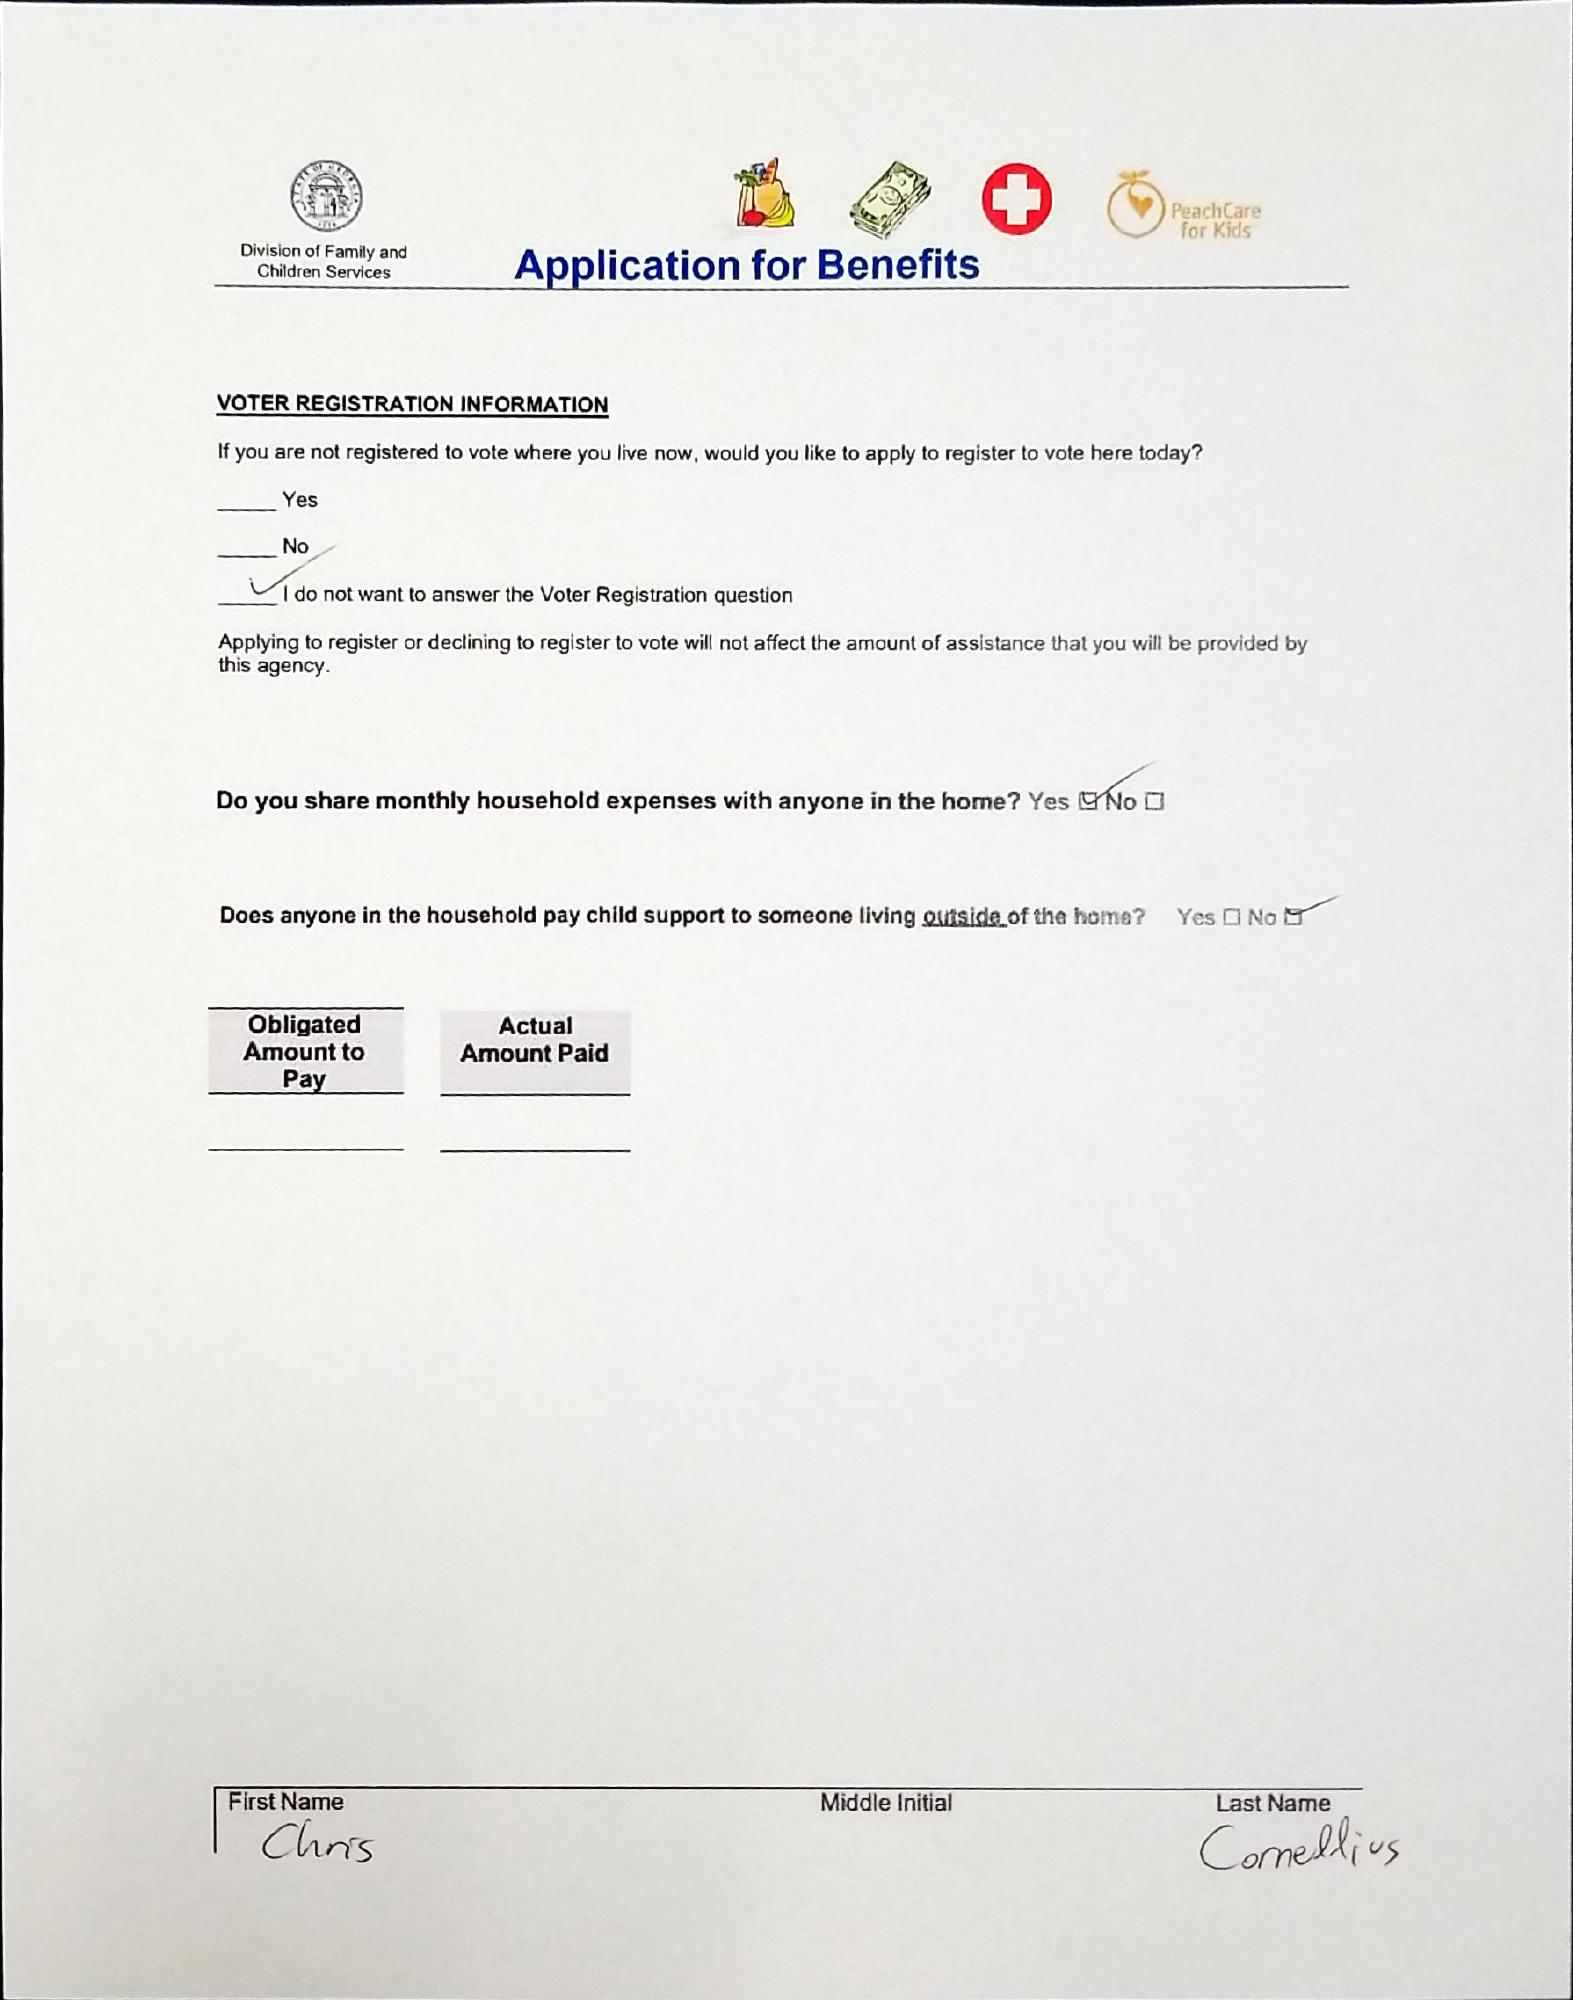 PeachCare
for Kids
Division of Family and
Children Services
Application for Benefits
VOTER REGISTRATION INFORMATION
If you are not registered to vote where you live now, would you like to apply to register to vote here today?
_____ Yes
_____ No
__✓__ I do not want to answer the Voter Registration question
Applying to register or declining to register to vote will not affect the amount of assistance that you will be provided by
this agency.
Do you share monthly household expenses with anyone in the home? Yes ☑ No ☐
Does anyone in the household pay child support to someone living outside of the home? Yes ☐ No ☑
Obligated
Amount to
Pay
Actual
Amount Paid
First Name Middle Initial Last Name
Chris Cornellius